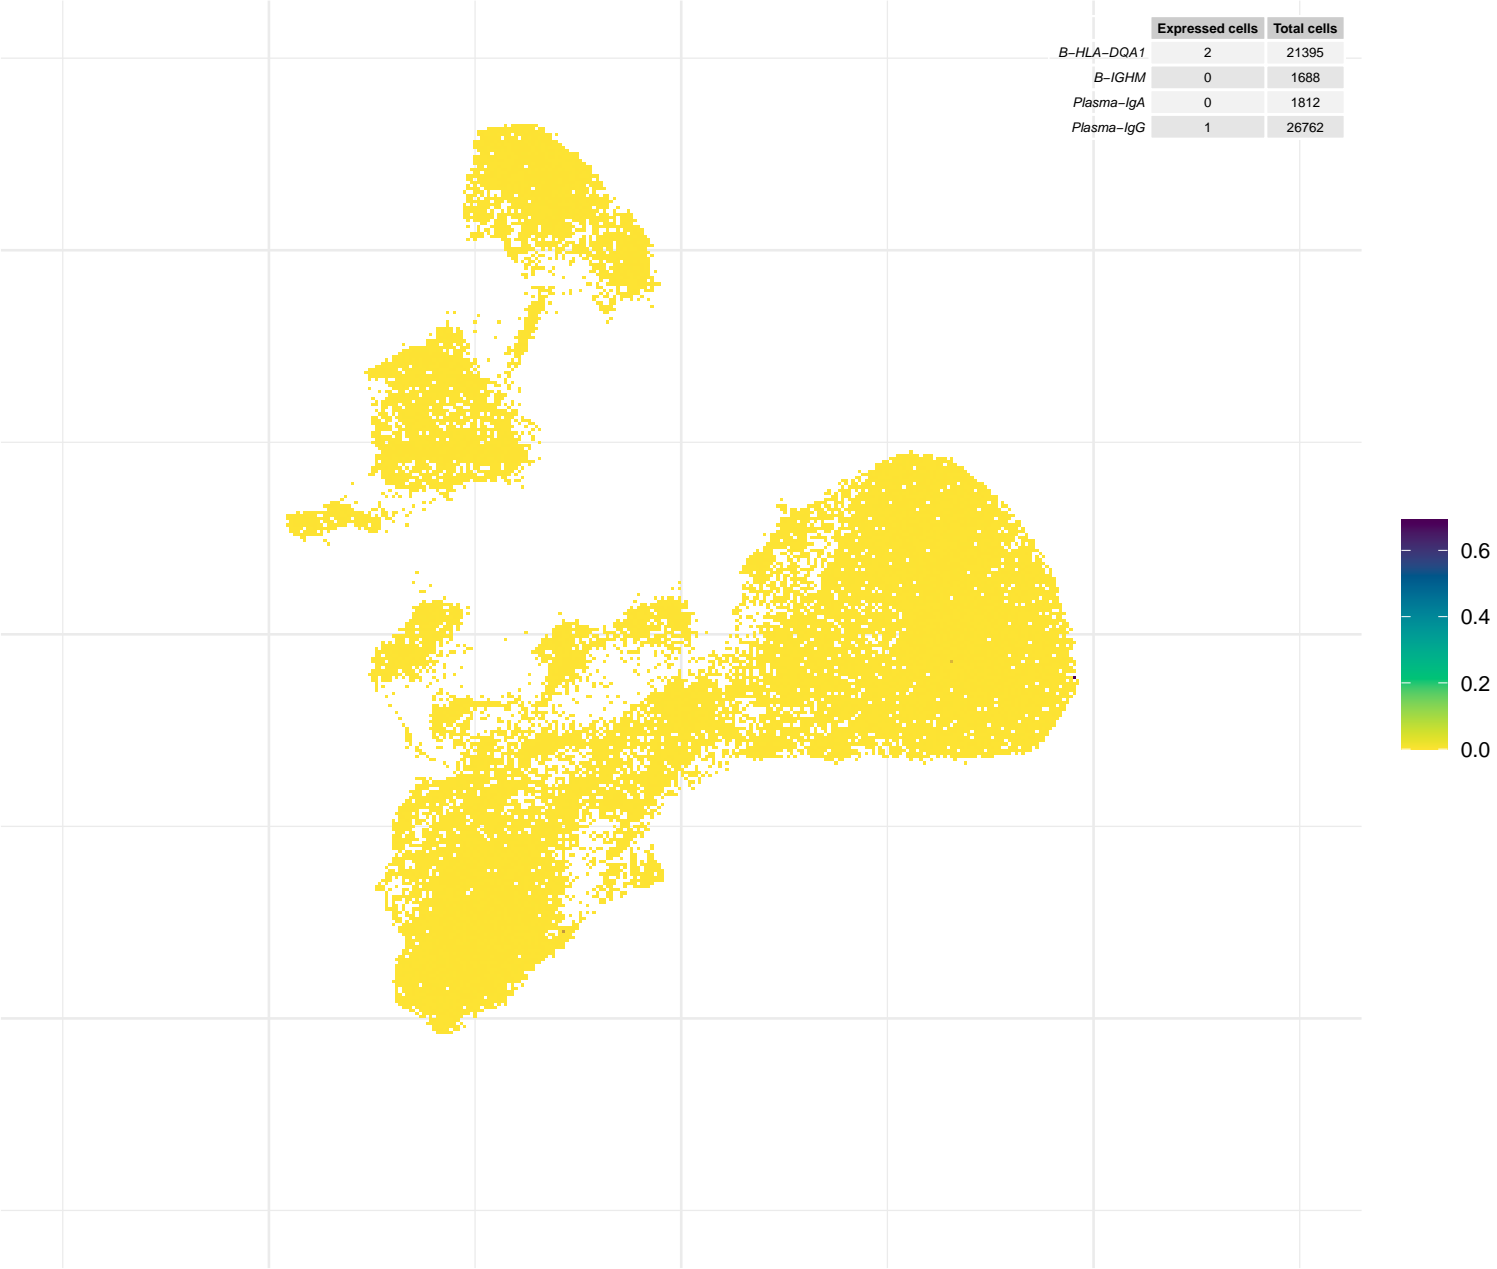 Expressed cells Total cells
B−HLA−DQA1 2 21395
B−IGHM 0 1688
Plasma−IgA 0 1812
Plasma−IgG 1 26762
0.6
0.4
0.2
0.0